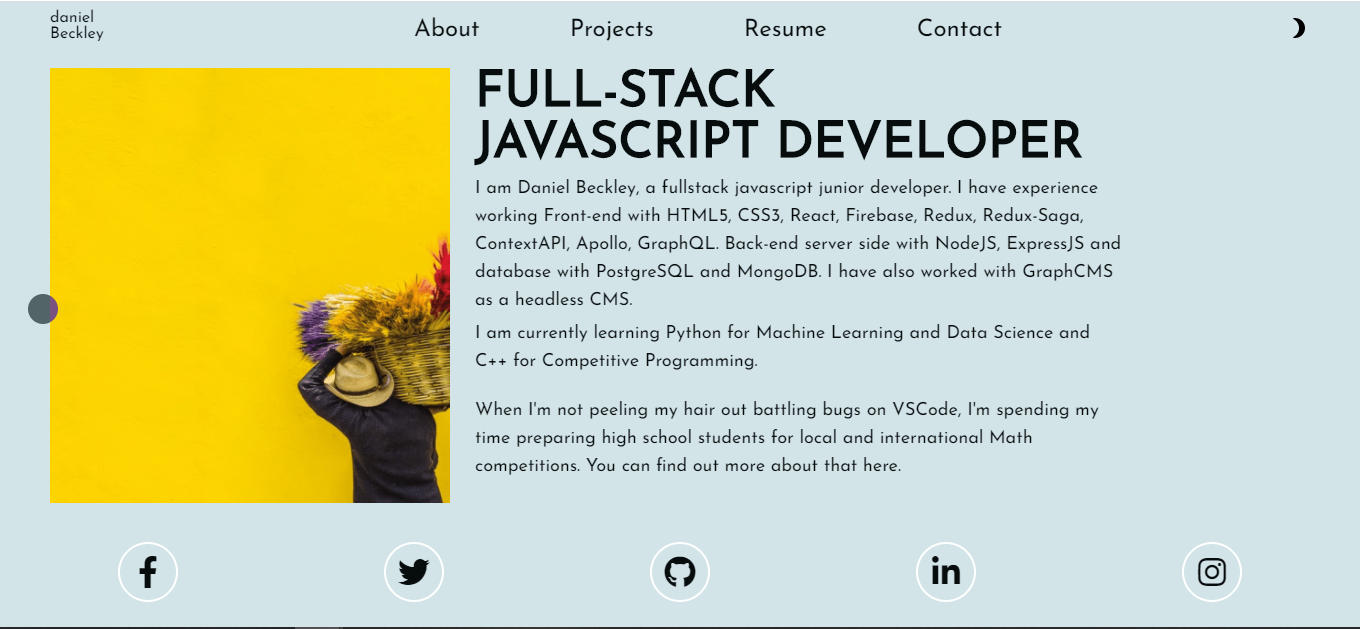 daniel
Beckley
About Projects Resume Contact
FULL-STACK
JAVASCRIPT DEVELOPER
I am Daniel Beckley, a fullstack javascript junior developer. I have experience
working Front-end with HTML5, CSS3, React, Firebase, Redux, Redux-Saga,
ContextAPI, Apollo, GraphQL. Back-end server side with NodeJS, ExpressJS and
database with PostgreSQL and MongoDB. I have also worked with GraphCMS
as a headless CMS.
I am currently learning Python for Machine Learning and Data Science and
C++ for Competitive Programming.
When I'm not peeling my hair out battling bugs on VSCode, I'm spending my
time preparing high school students for local and international Math
competitions. You can find out more about that here.